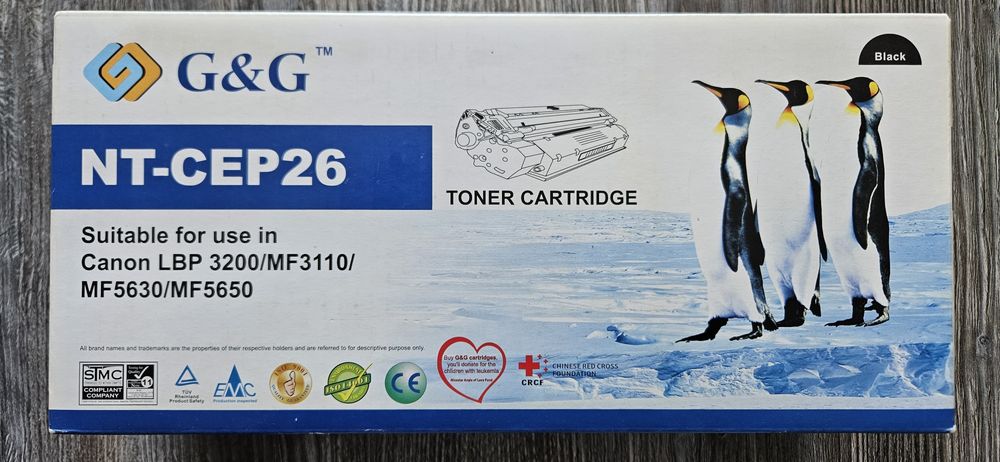 G&G™
Black
NT-CEP26
TONER CARTRIDGE
Suitable for use in
Canon LBP 3200/MF3110/
MF5630/MF5650
All brand names and trademarks are the properties of their respective holders and are referred to for descriptive purpose only.
STMC
COMPLIANT
COMPANY
TÜV
Rheinland
Product Safety
EMC
Production inspected
ISO14001
CE
Buy G&G cartridges,
you'll donate for the
children with leukemia
CRCF
CHINESE RED CROSS
FOUNDATION